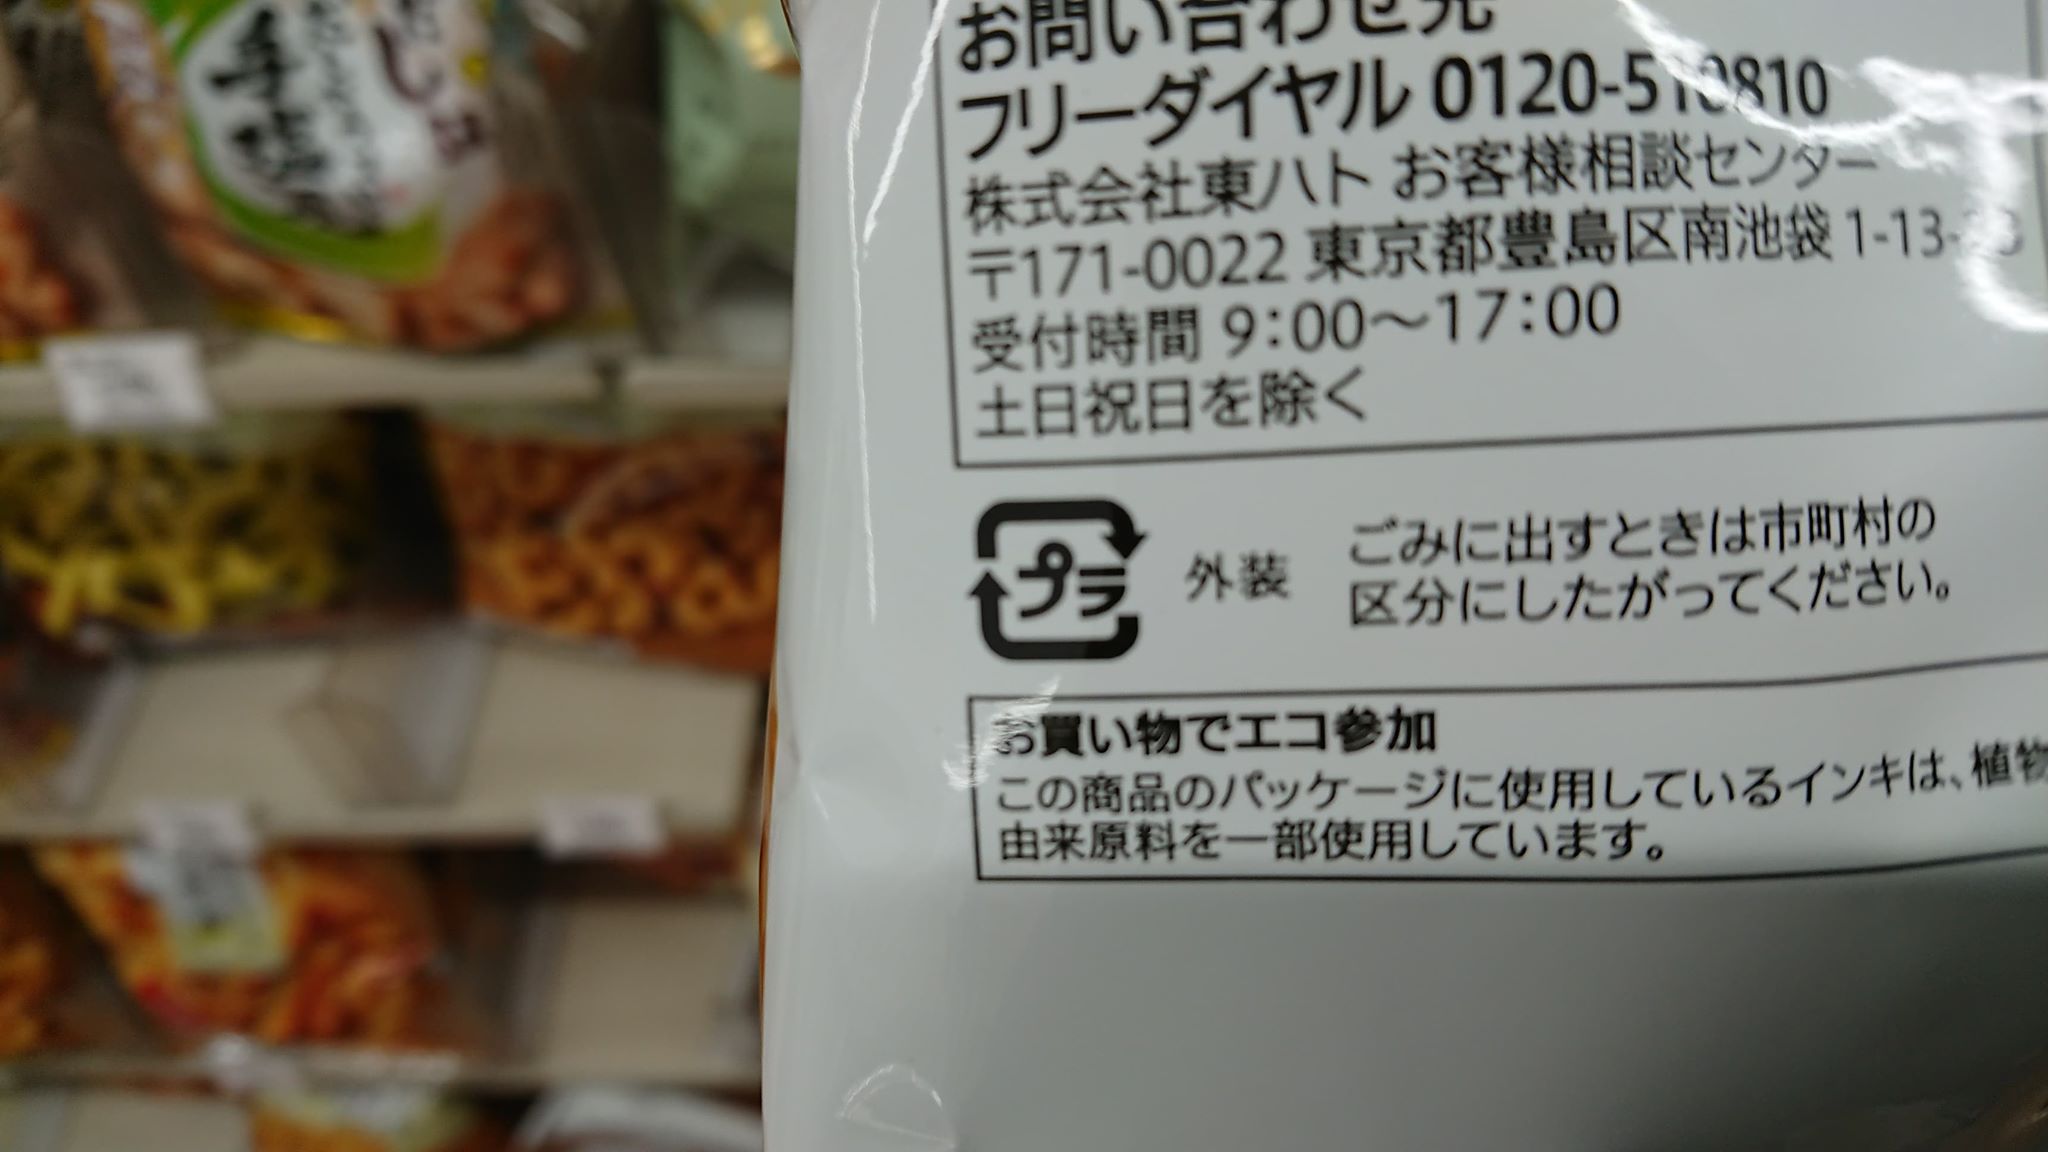 お問い合わせ先
フリーダイヤル 0120-510810
株式会社東ハト お客様相談センター
〒171-0022 東京都豊島区南池袋 1-13-
受付時間 9:00〜17:00
土日祝日を除く
プラ
外装
ごみに出すときは市町村の
区分にしたがってください。
お買い物でエコ参加
この商品のパッケージに使用しているインキは、植物
由来原料を一部使用しています。